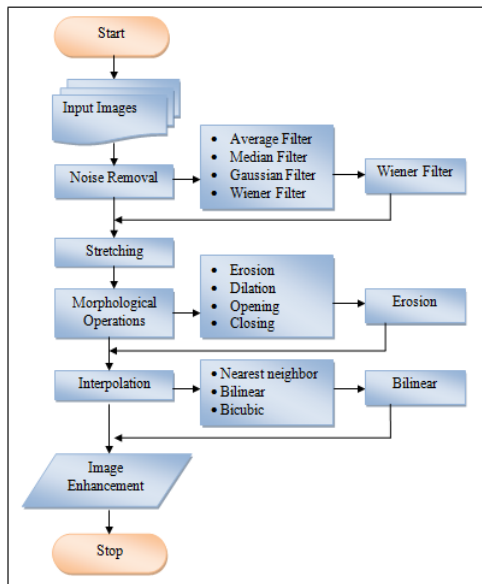 Start
Input Images
Noise Removal
• Average Filter
• Median Filter
• Gaussian Filter
• Wiener Filter
Wiener Filter
Stretching
Morphological
Operations
• Erosion
• Dilation
• Opening
• Closing
Erosion
Interpolation
• Nearest neighbor
• Bilinear
• Bicubic
Bilinear
Image
Enhancement
Stop